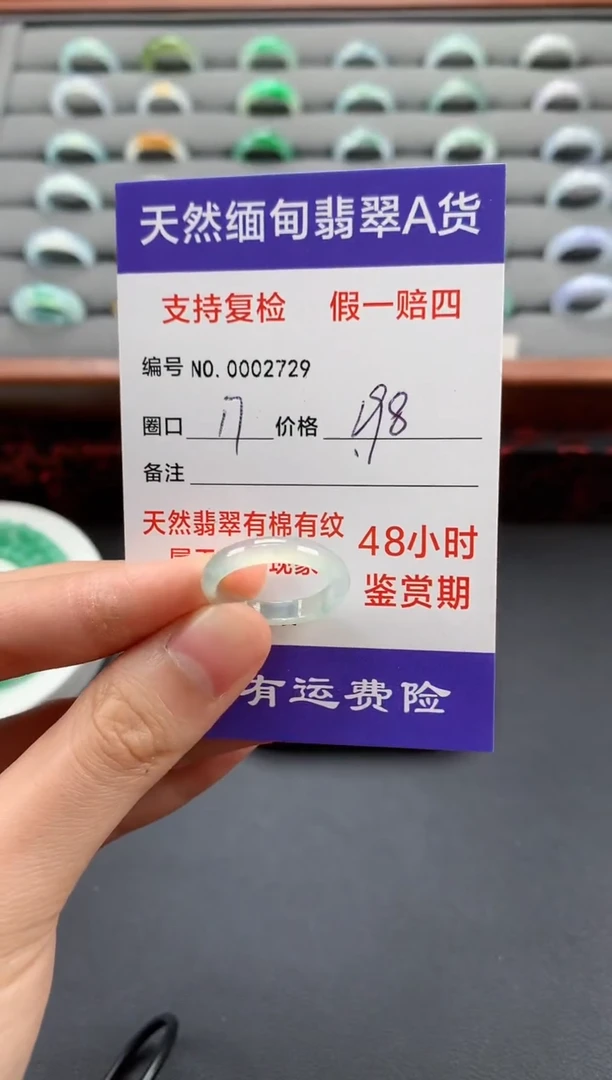 天然缅甸翡翠A货
支持复检 假一赔四
编号 NO.0002729
圈口 17 价格 198
备注
天然翡翠有棉有纹
现象
48小时
鉴赏期
有运费险